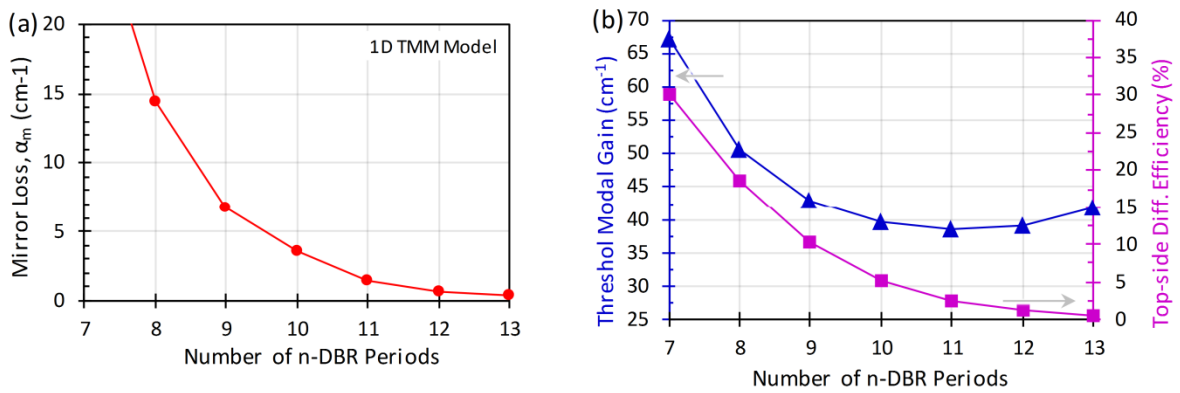 (a)
20
15
10
5
0
Mirror Loss, αm (cm-1)
1D TMM Model
7 8 9 10 11 12 13
Number of n-DBR Periods
(b)
70
65
60
55
50
45
40
35
30
25
Threshol Modal Gain (cm-1)
40
35
30
25
20
15
10
5
0
Top-side Diff. Efficiency (%)
7 8 9 10 11 12 13
Number of n-DBR Periods